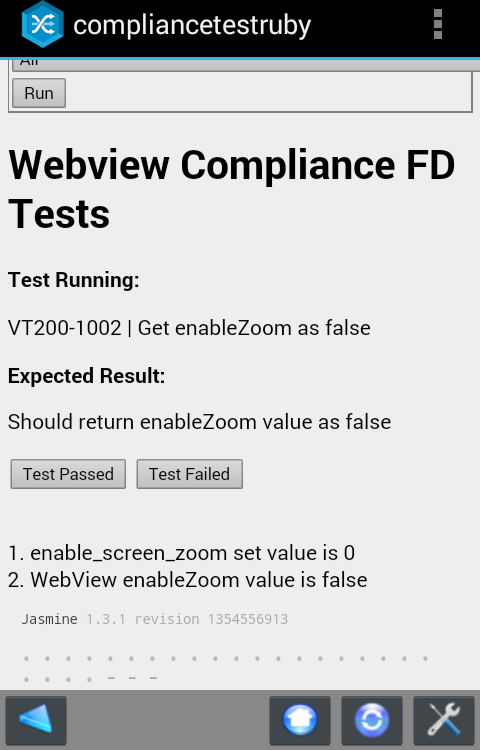 compliancetestruby
All
Run
Webview Compliance FD
Tests
Test Running:
VT200-1002 | Get enableZoom as false
Expected Result:
Should return enableZoom value as false
Test Passed Test Failed
1. enable_screen_zoom set value is 0
2. WebView enableZoom value is false
Jasmine 1.3.1 revision 1354556913